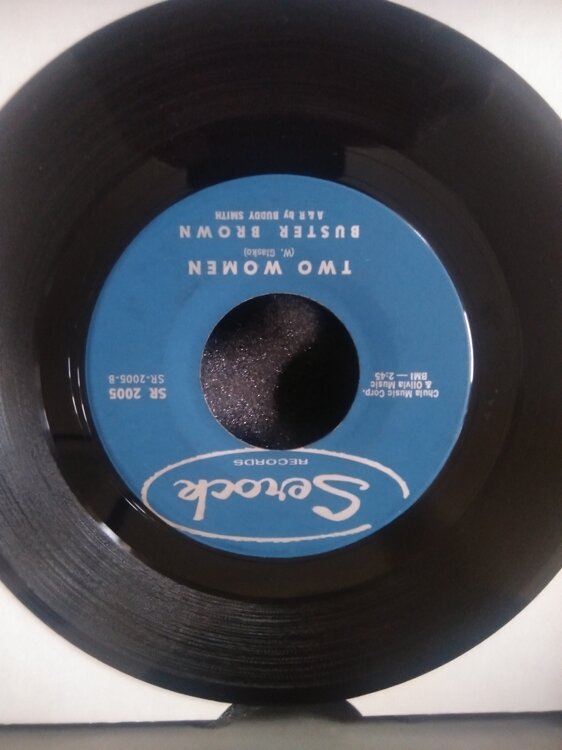 Serock
RECORDS
Chula Music Corp.
& Olivia Music
BMI — 2:45
SR 2005
SR-2005-B
TWO WOMEN
(W. Glasko)
BUSTER BROWN
A & R by BUDDY SMITH